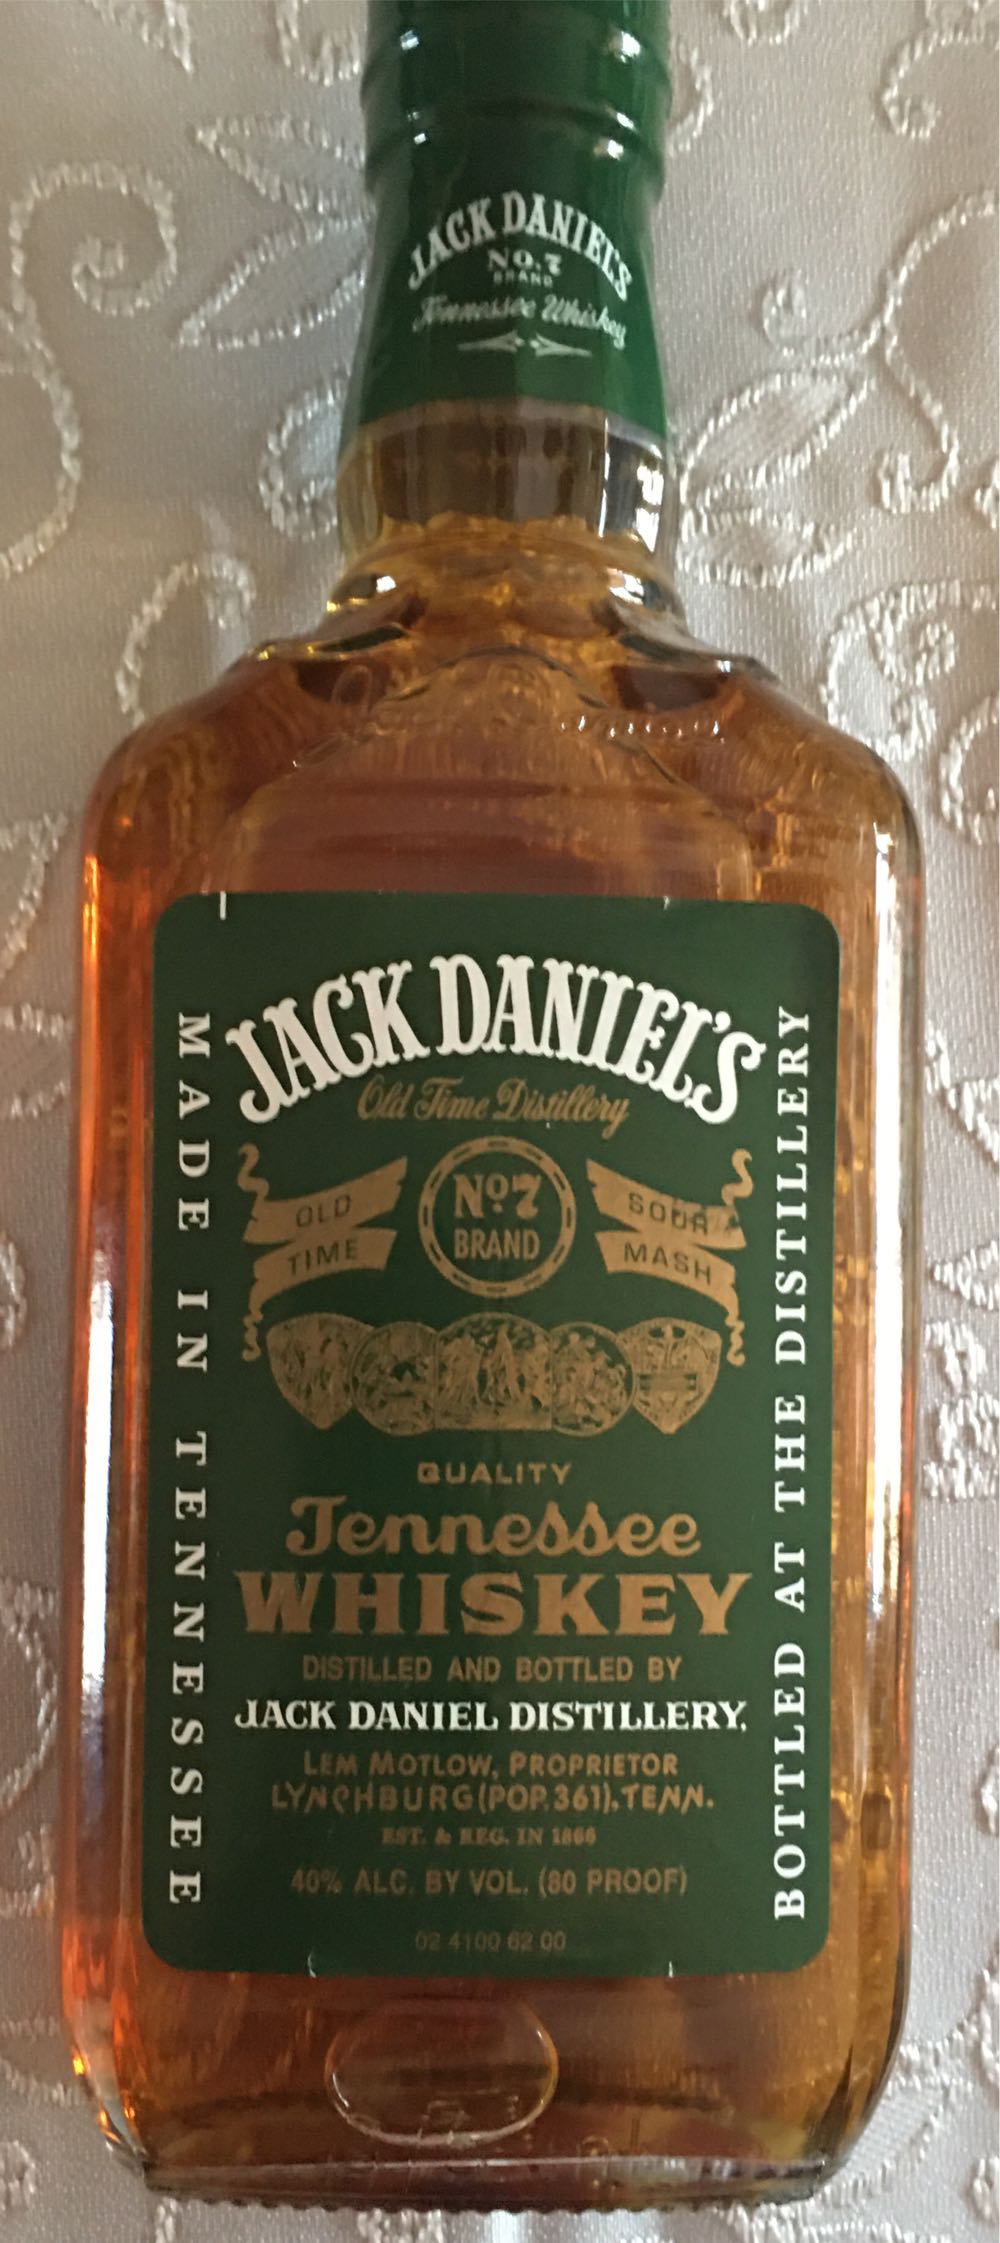 JACK DANIEL'S
NO.7
BRAND
Tennessee Whiskey
JACK DANIEL'S
Old Time Distillery
OLD
TIME
Nº7
BRAND
SOUR
MASH
QUALITY
Tennessee
WHISKEY
DISTILLED AND BOTTLED BY
JACK DANIEL DISTILLERY,
LEM MOTLOW, PROPRIETOR
LYNCHBURG (POP. 361), TENN.
EST. & REG. IN 1866
40% ALC. BY VOL. (80 PROOF)
02 4100 62 00
MADE IN TENNESSEE
BOTTLED AT THE DISTILLERY